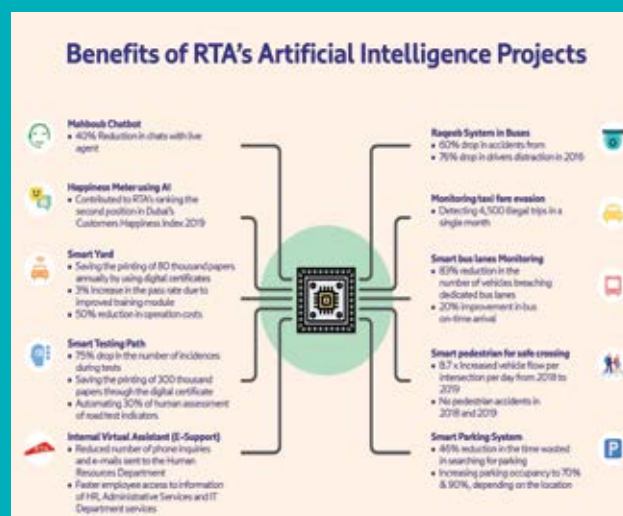 Benefits of RTA's Artificial Intelligence Projects
Mahboub Chatbot
• 40% Reduction in chats with live
agent
Happiness Meter using AI
• Contributed to RTA's ranking the
second position in Dubai's
Customers Happiness Index 2019
Smart Yard
• Saving the printing of 80 thousand papers
annually by using digital certificates
• 3% Increase in the pass rate due to
improved training module
• 50% reduction in operation costs
Smart Testing Path
• 75% drop in the number of incidences
during tests
• Saving the printing of 300 thousand
papers through the digital certificate
• Automating 30% of human assessment
of road test indicators.
Internal Virtual Assistant (E-Support)
• Reduced number of phone inquiries
and e-mails sent to the Human
Resources Department
• Faster employee access to information
of HR, Administrative Services and IT
Department services
Raqeeb System in Buses
• 60% drop in accidents from
• 76% drop in drivers distraction in 2016
Monitoring taxi fare evasion
• Detecting 4,500 illegal trips in a
single month
Smart bus lanes Monitoring
• 83% reduction in the
number of vehicles breaching
dedicated bus lanes
• 20% improvement in bus
on-time arrival
Smart pedestrian for safe crossing
• 8.7 x increased vehicle flow per
intersection per day from 2018 to
2019
• No pedestrian accidents in
2018 and 2019
Smart Parking System
• 46% reduction in the time wasted
in searching for parking
• Increasing parking occupancy to 70%
& 90%, depending on the location
P